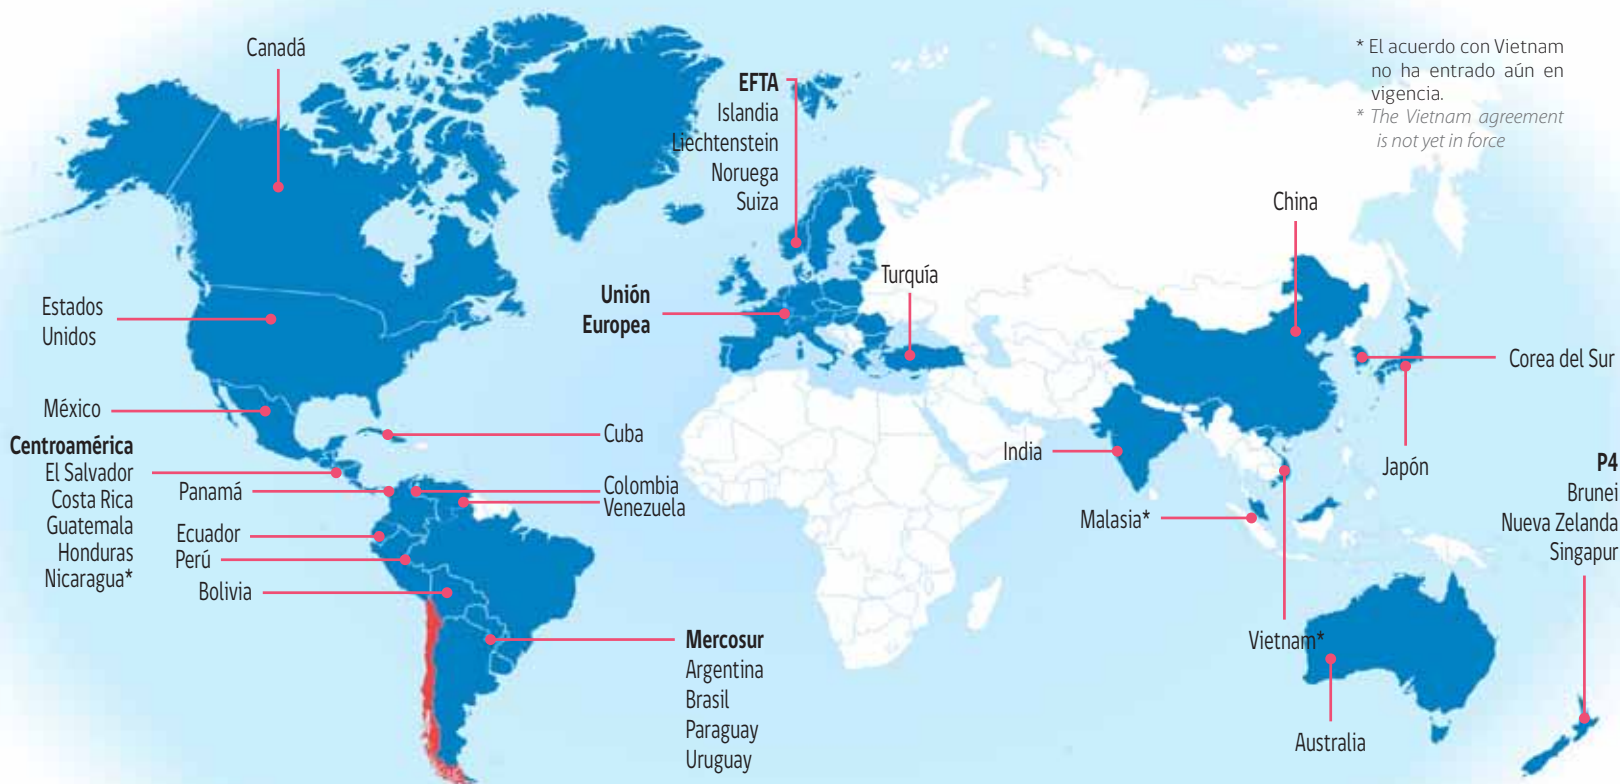 Canadá
EFTA
Islandia
Liechtenstein
Noruega
Suiza
* El acuerdo con Vietnam
no ha entrado aún en
vigencia.
* The Vietnam agreement
is not yet in force
China
Turquía
Unión
Europea
Estados
Unidos
Corea del Sur
México
Cuba
Centroamérica
El Salvador
Costa Rica
Guatemala
Honduras
Nicaragua*
Panamá
Colombia
Venezuela
Ecuador
Perú
Bolivia
India
Japón
Malasia*
P4
Brunei
Nueva Zelanda
Singapur
Mercosur
Argentina
Brasil
Paraguay
Uruguay
Vietnam*
Australia